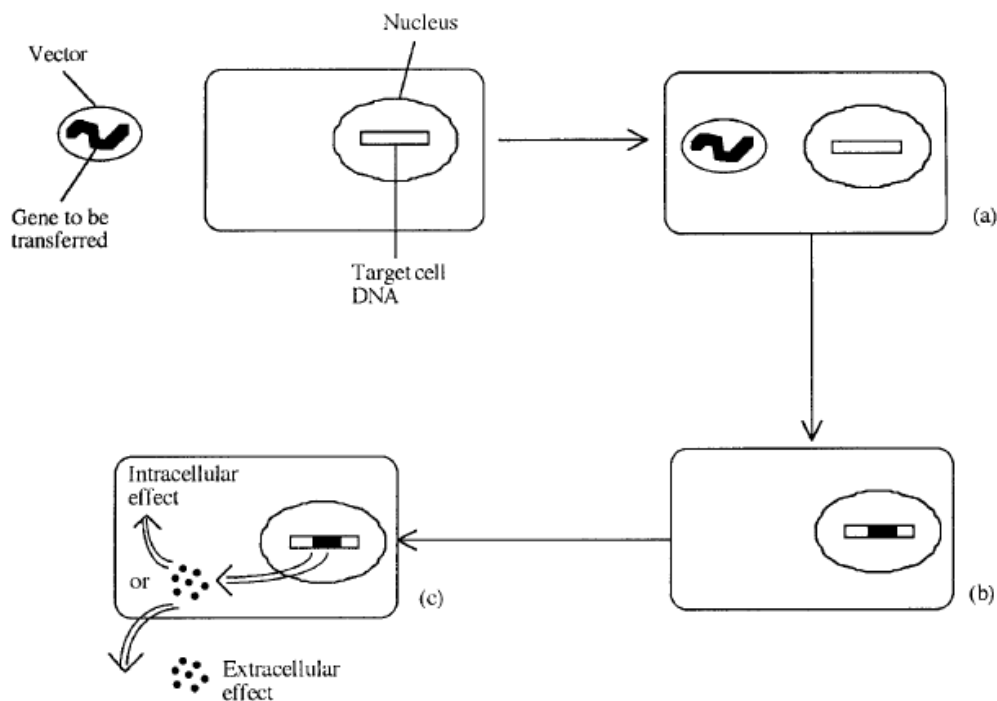 Nucleus
Vector
Gene to be
transferred
Target cell
DNA
(a)
(b)
Intracellular
effect
or
(c)
Extracellular
effect